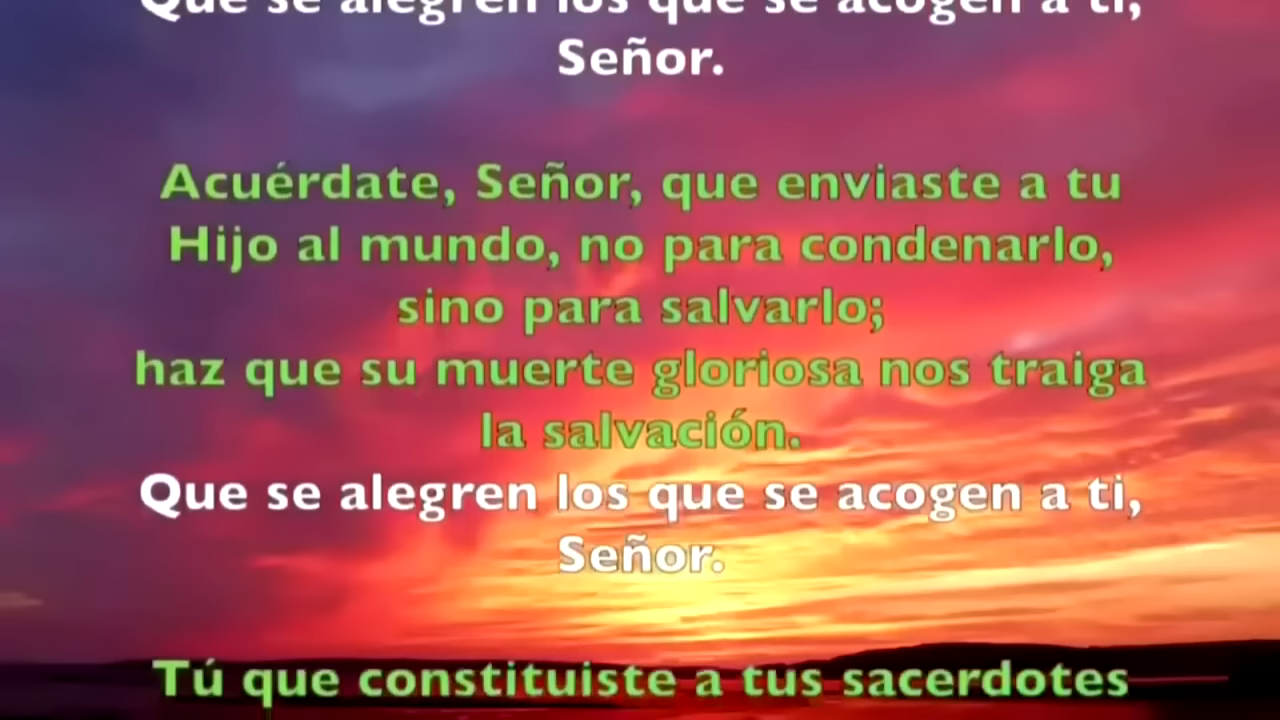 Que se alegren los que se acogen a ti,
Señor.
Acuérdate, Señor, que enviaste a tu
Hijo al mundo, no para condenarlo,
sino para salvarlo;
haz que su muerte gloriosa nos traiga
la salvación.
Que se alegren los que se acogen a ti,
Señor.
Tú que constituiste a tus sacerdotes